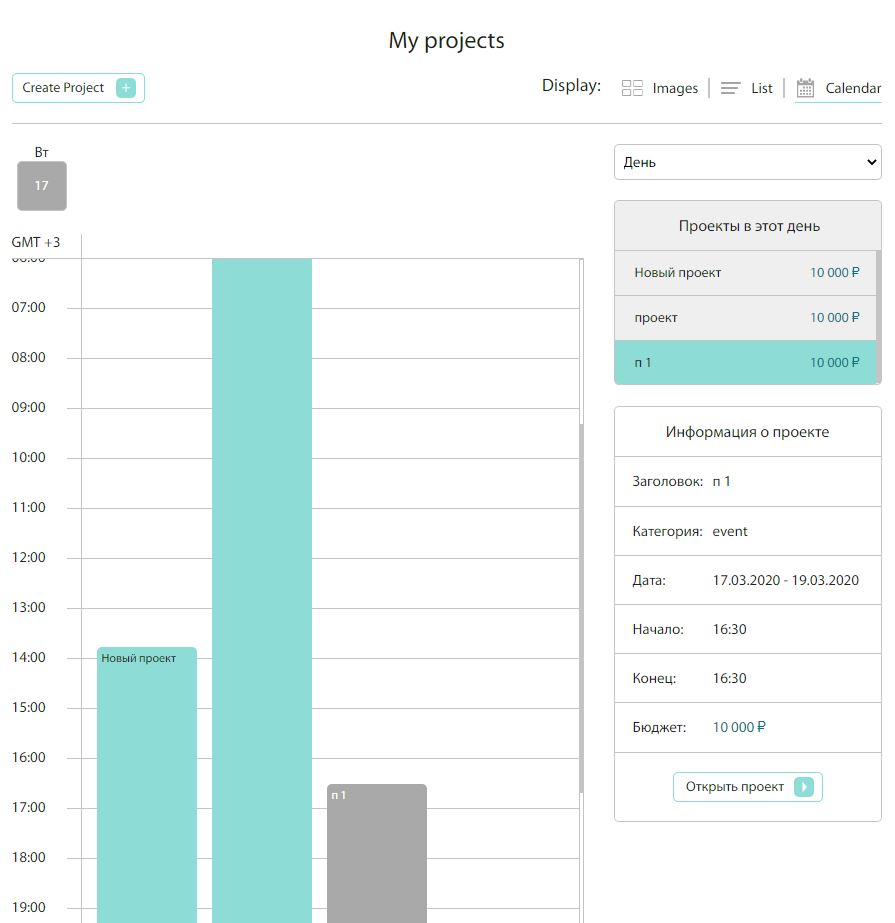 My projects
Create Project
Display: Images List Calendar
Вт
17
GMT +3
07:00
08:00
09:00
10:00
11:00
12:00
13:00
14:00 Новый проект
15:00
16:00
п 1
17:00
18:00
19:00
День
Проекты в этот день
Новый проект 10 000 ₽
проект 10 000 ₽
п 1 10 000 ₽
Информация о проекте
Заголовок: п 1
Категория: event
Дата: 17.03.2020 - 19.03.2020
Начало: 16:30
Конец: 16:30
Бюджет: 10 000 ₽
Открыть проект